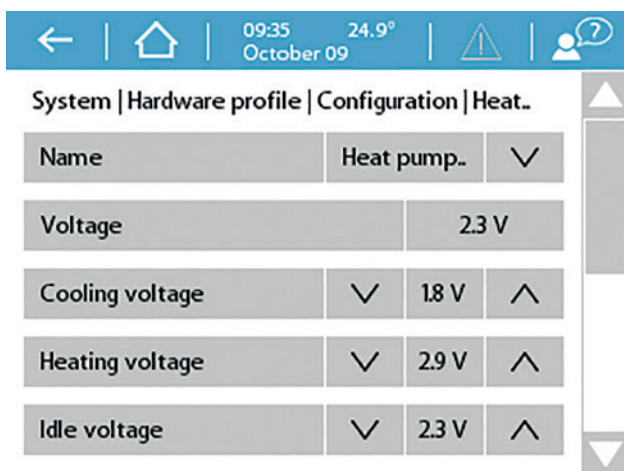 09:35 24.9°
October 09
?
System | Hardware profile | Configuration | Heat..
Name Heat pump..
Voltage 2.3 V
Cooling voltage 1.8 V
Heating voltage 2.9 V
Idle voltage 2.3 V